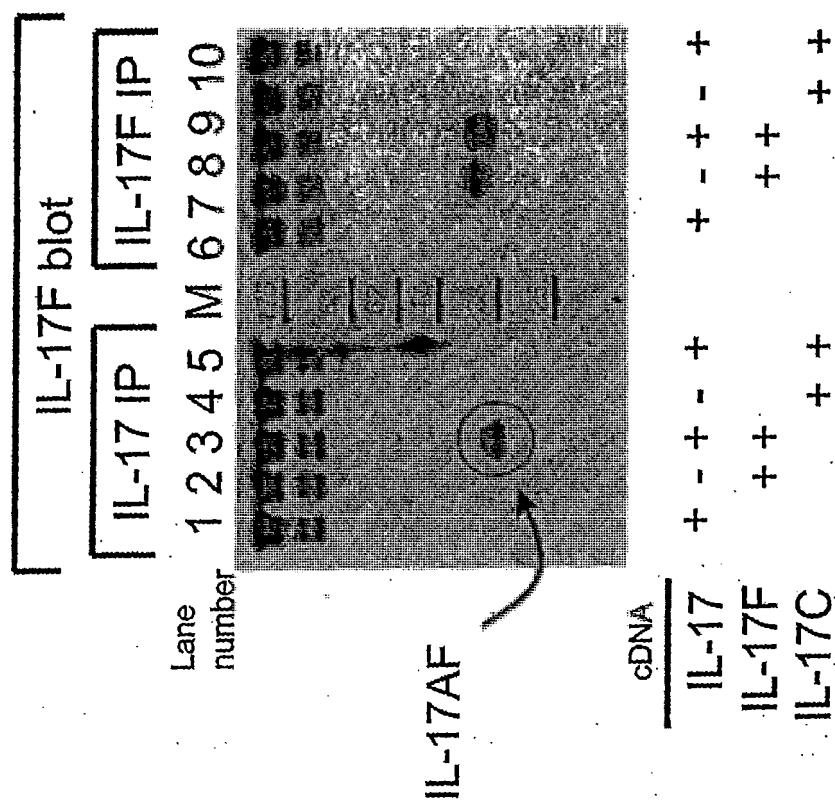 IL-17F blot
IL-17 IP IL-17F IP
Lane number 1 2 3 4 5 M 6 7 8 9 10
IL-17AF
cDNA
IL-17 + - + - + + - + - +
IL-17F + + + +
IL-17C + + + +